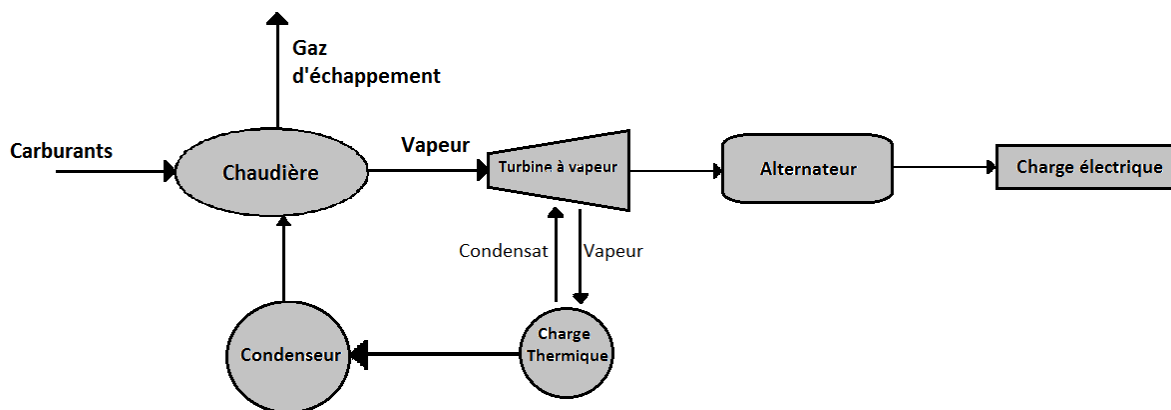 Gaz
d'échappement
Carburants
Chaudière
Vapeur
Turbine à vapeur
Alternateur
Charge électrique
Condensat
Vapeur
Condenseur
Charge
Thermique